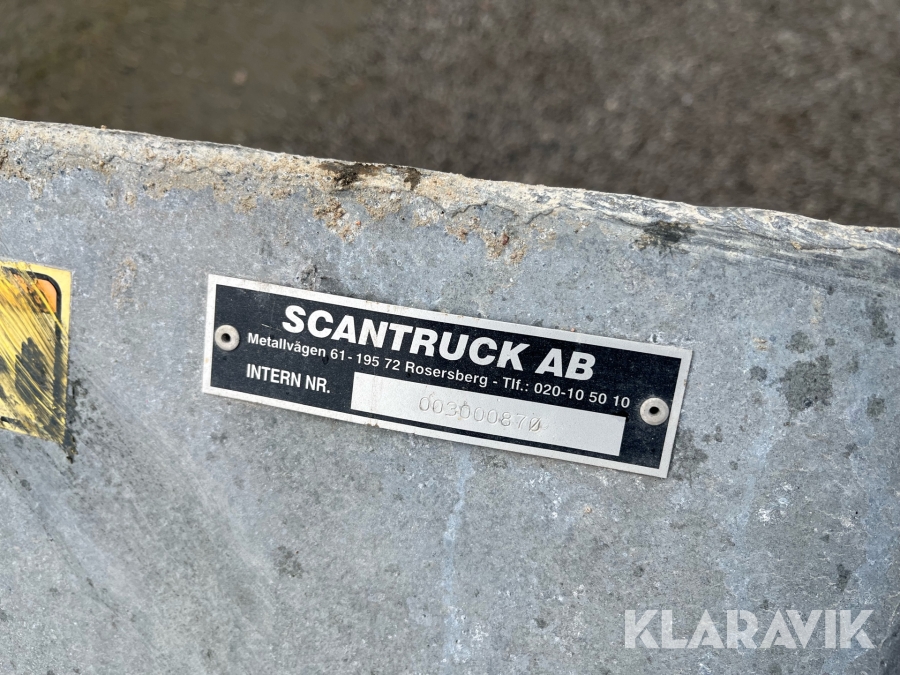 SCANTRUCK AB
Metallvägen 61 - 195 72 Rosersberg - Tlf.: 020-10 50 10
INTERN NR.
003000870
KLARAVIK